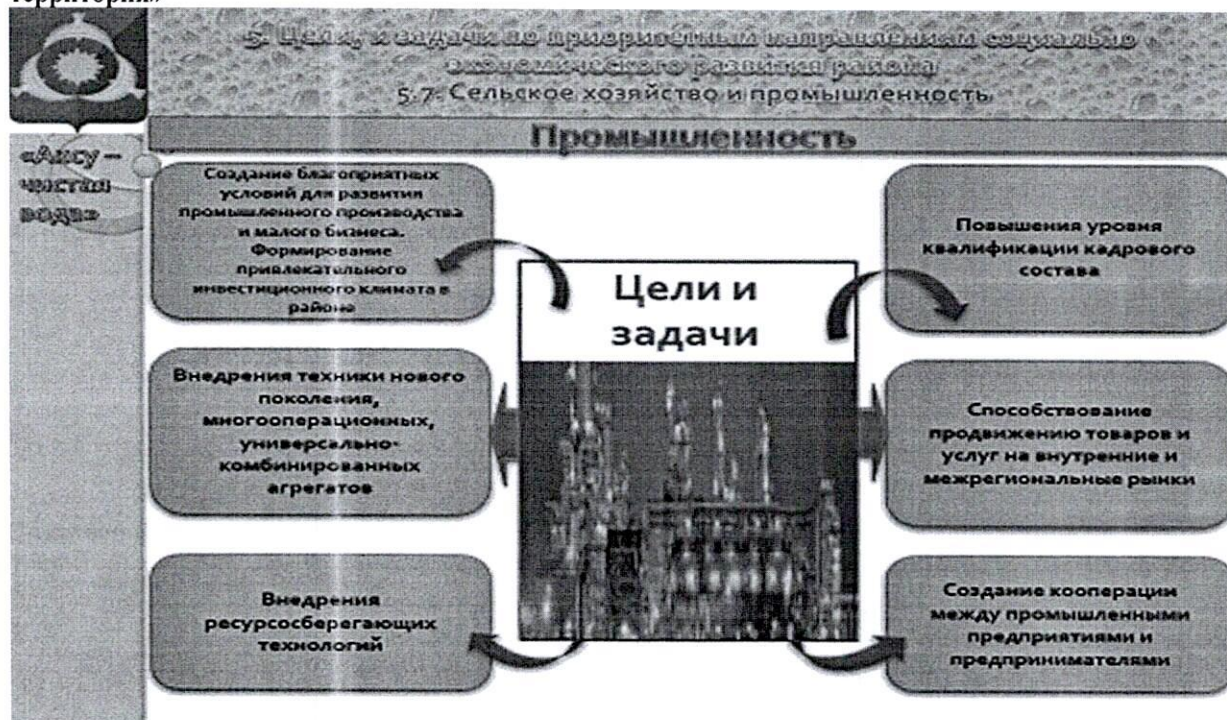 территория»
5. Цели, и задачи по приоритетным направлениям социально -
экономического развития района
5.7. Сельское хозяйство и промышленность
Промышленность
«Аксу –
чистая
вода»
Создание благоприятных
условий для развития
промышленного производства
и малого бизнеса.
Формирование
привлекательного
инвестиционного климата в
районе
Внедрения техники нового
поколения,
многооперационных,
универсально-
комбинированных
агрегатов
Внедрения
ресурсосберегающих
технологий
Цели и
задачи
Повышения уровня
квалификации кадрового
состава
Способствование
продвижению товаров и
услуг на внутренние и
межрегиональные рынки
Создание кооперации
между промышленными
предприятиями и
предпринимателями